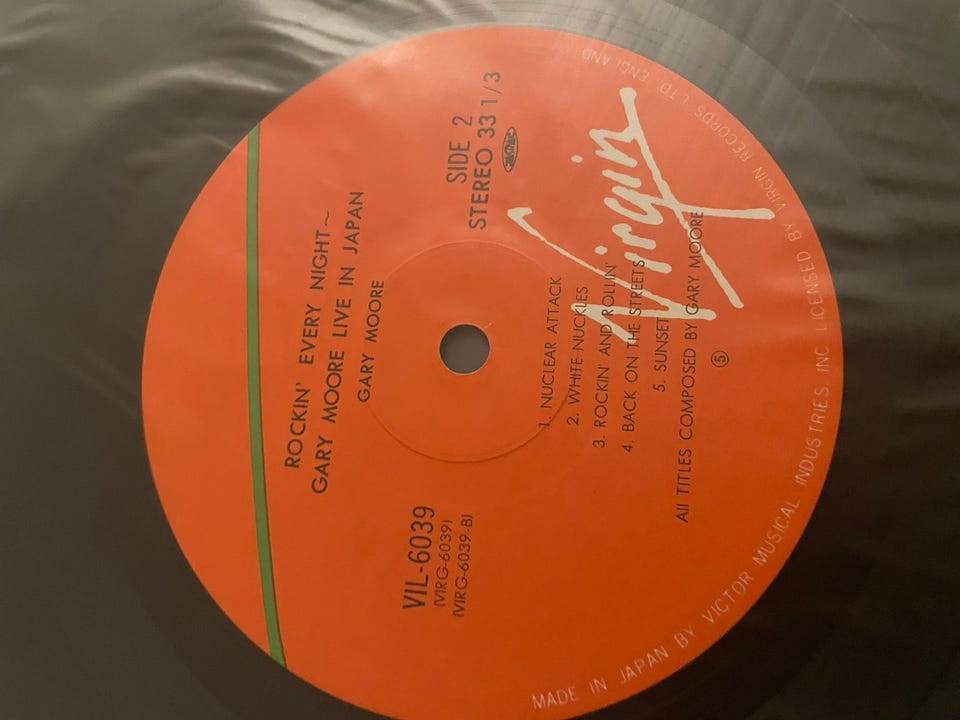 ROCKIN' EVERY NIGHT~
GARY MOORE LIVE IN JAPAN
GARY MOORE
VIL-6039
(VIRG-6039)
(VIRG-6039-B)
SIDE 2
STEREO 33 1/3
1. NUCLEAR ATTACK
2. WHITE NUCKLES
3. ROCKIN' AND ROLLIN'
4. BACK ON THE STREETS
5. SUNSET
All TITLES COMPOSED BY GARY MOORE
Ⓢ
Virgin
MADE IN JAPAN BY VICTOR MUSICAL INDUSTRIES, INC LICENSED BY VIRGIN RECORDS LTD. ENGLAND